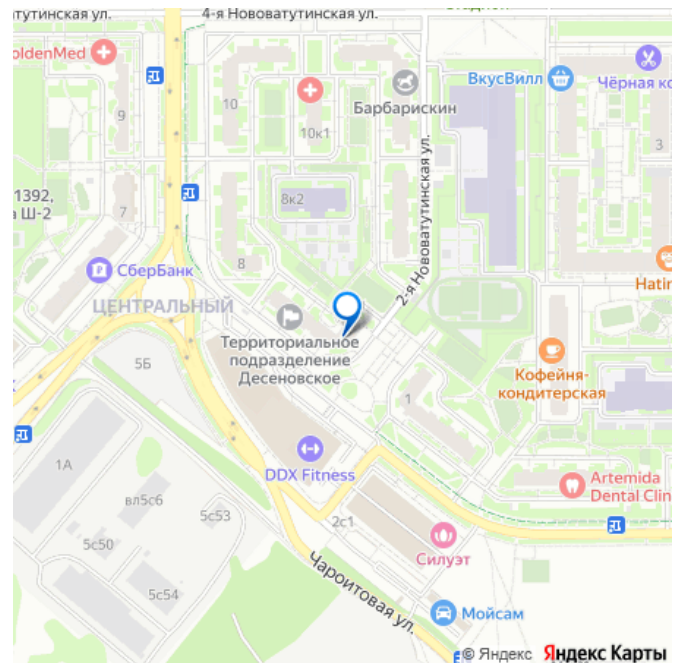 атутинская ул.
4-я Нововатутинская ул.
oldenMed
ВкусВилл
Чёрная ко
Барбарискин
9
10
10к1
3
1392,
а Ш-2
7
8к2
2-я Нововатутинская ул.
СберБанк
8
Hatin
ЦЕНТРАЛЬНЫЙ
Территориальное
подразделение
Десеновское
5Б
Кофейня-
кондитерская
1
1А
вл5с6
DDX Fitness
Artemida
Dental Clin
5с53
2с1
5с50
Силуэт
5с54
Чароитовая ул.
Мойсам
© Яндекс Яндекс Карты